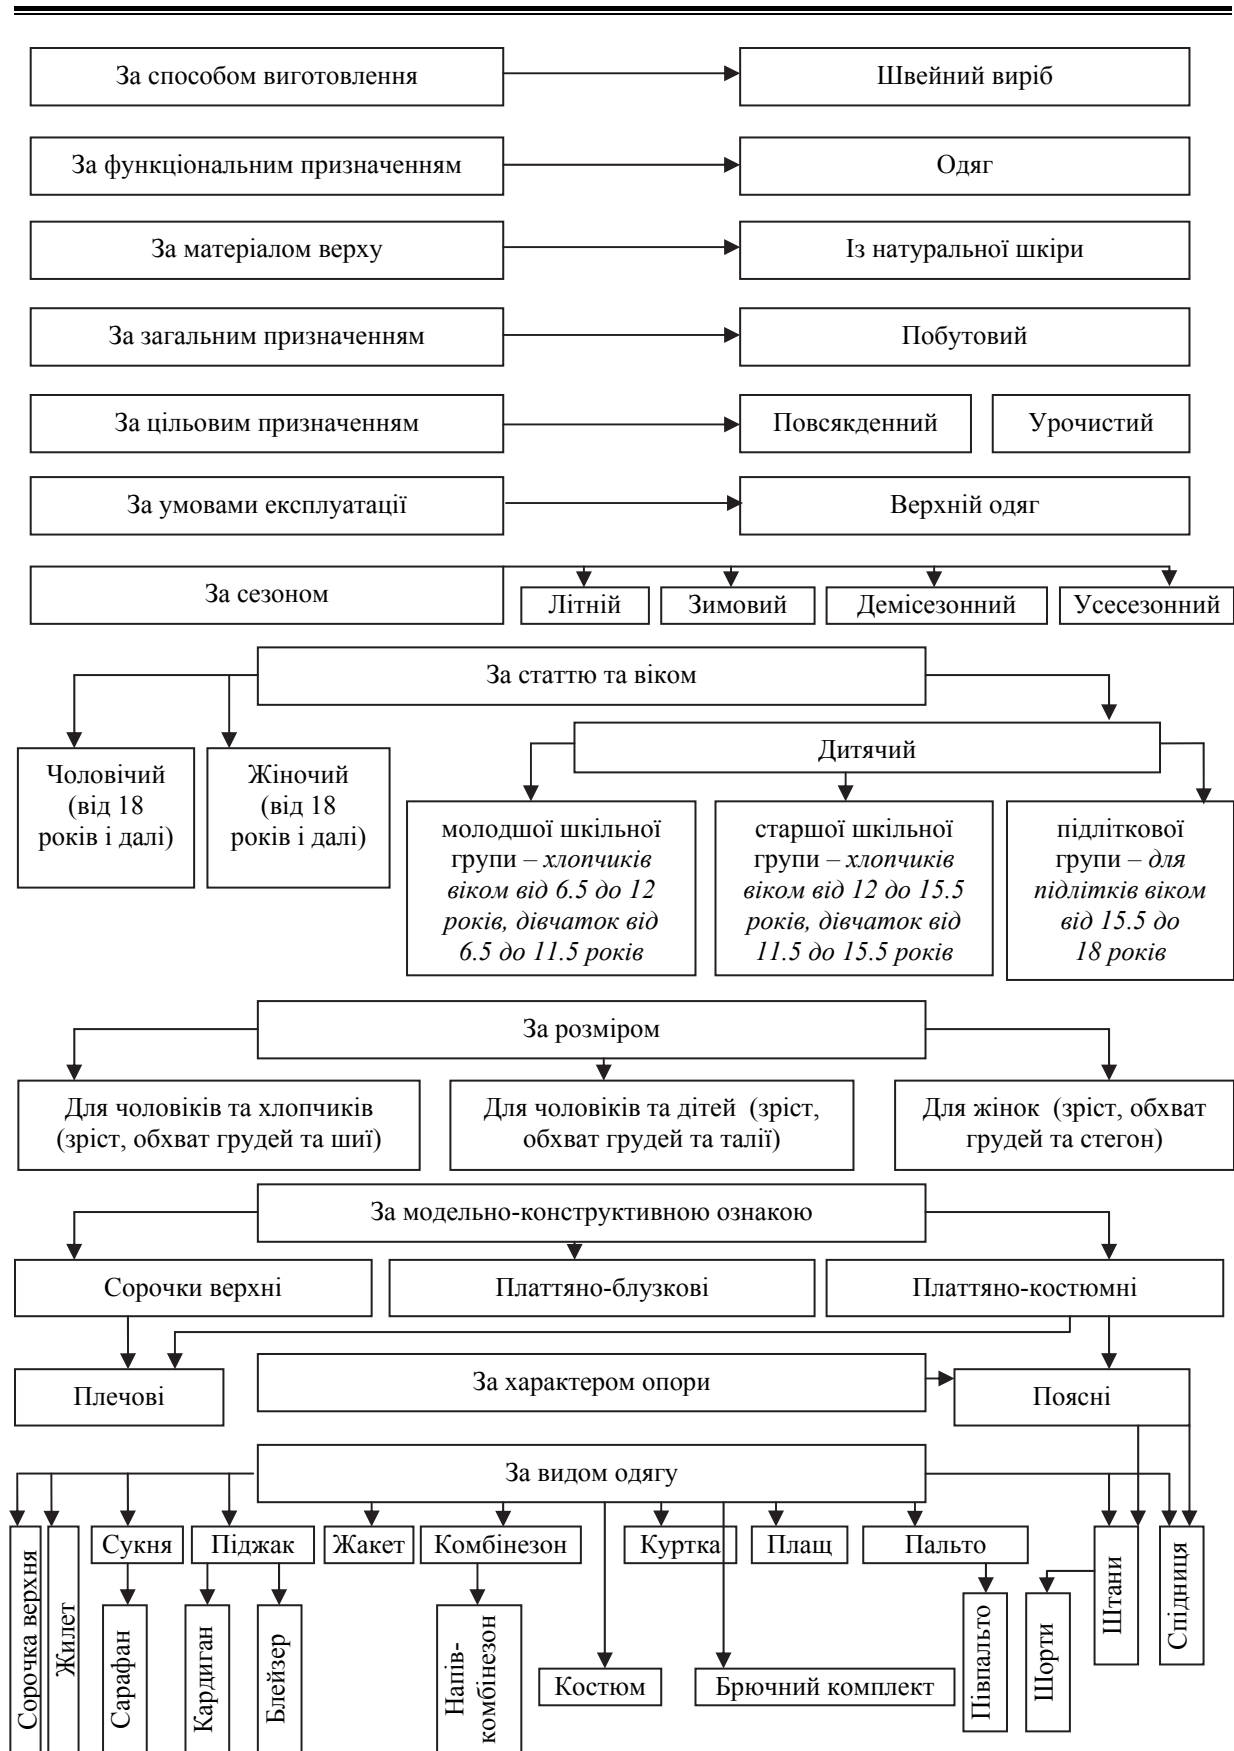 За способом виготовлення
Швейний виріб
За функціональним призначенням
Одяг
За матеріалом верху
Із натуральної шкіри
За загальним призначенням
Побутовий
За цільовим призначенням
Повсякденний
Урочистий
За умовами експлуатації
Верхній одяг
За сезоном
Літній
Зимовий
Демісезонний
Усесезонний
За статтю та віком
Чоловічий
(від 18
років і далі)
Жіночий
(від 18
років і далі)
Дитячий
молодшої шкільної
групи – хлопчиків
віком від 6.5 до 12
років, дівчаток від
6.5 до 11.5 років
старшої шкільної
групи – хлопчиків
віком від 12 до 15.5
років, дівчаток від
11.5 до 15.5 років
підліткової
групи – для
підлітків віком
від 15.5 до
18 років
За розміром
Для чоловіків та хлопчиків
(зріст, обхват грудей та шиї)
Для чоловіків та дітей (зріст,
обхват грудей та талії)
Для жінок (зріст, обхват
грудей та стегон)
За модельно-конструктивною ознакою
Сорочки верхні
Платтяно-блузкові
Платтяно-костюмні
Плечові
За характером опори
Поясні
За видом одягу
Сорочка верхня
Жилет
Сукня
Піджак
Жакет
Комбінезон
Куртка
Плащ
Пальто
Штани
Спідниця
Сарафан
Кардиган
Блейзер
Напів-
комбінезон
Костюм
Брючний комплект
Півпальто
Шорти